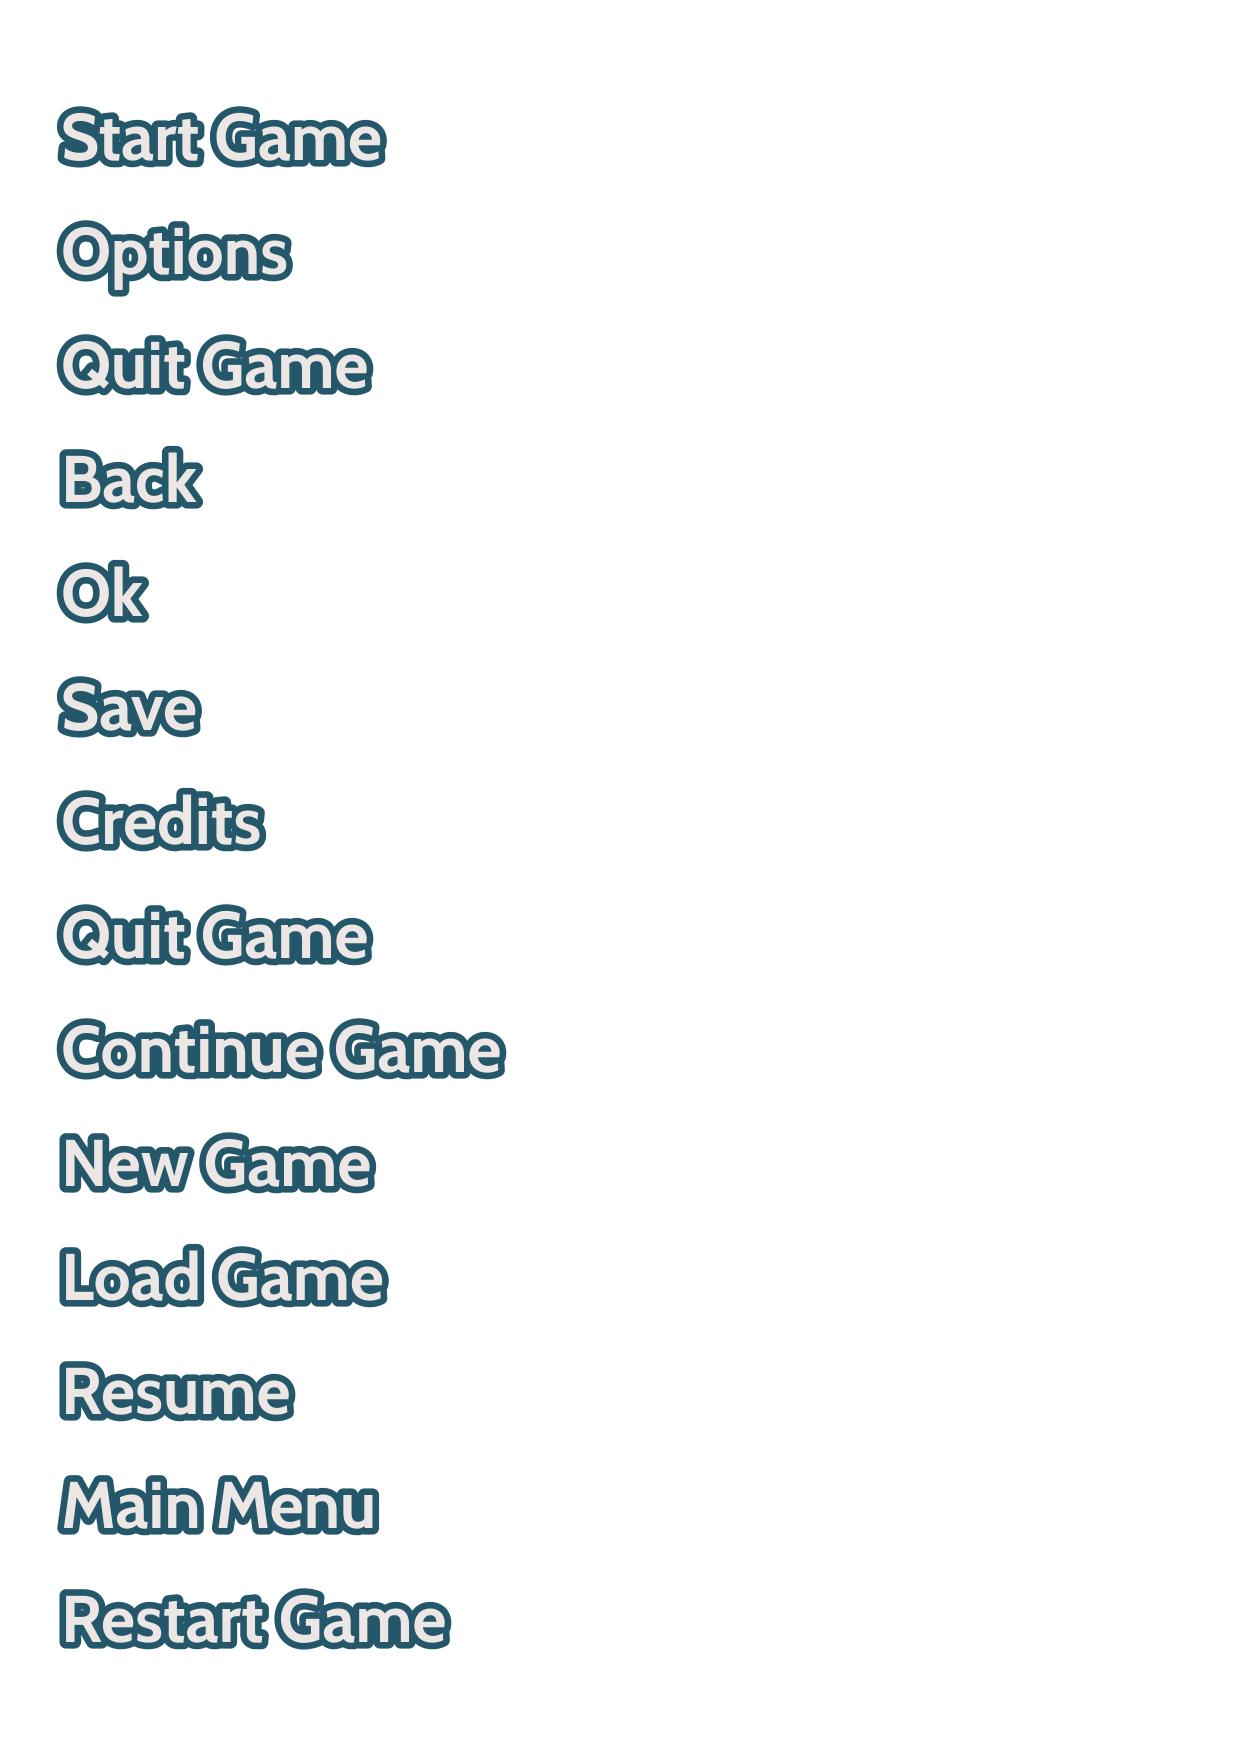 Start Game
Options
Quit Game
Back
Ok
Save
Credits
Quit Game
Continue Game
New Game
Load Game
Resume
Main Menu
Restart Game